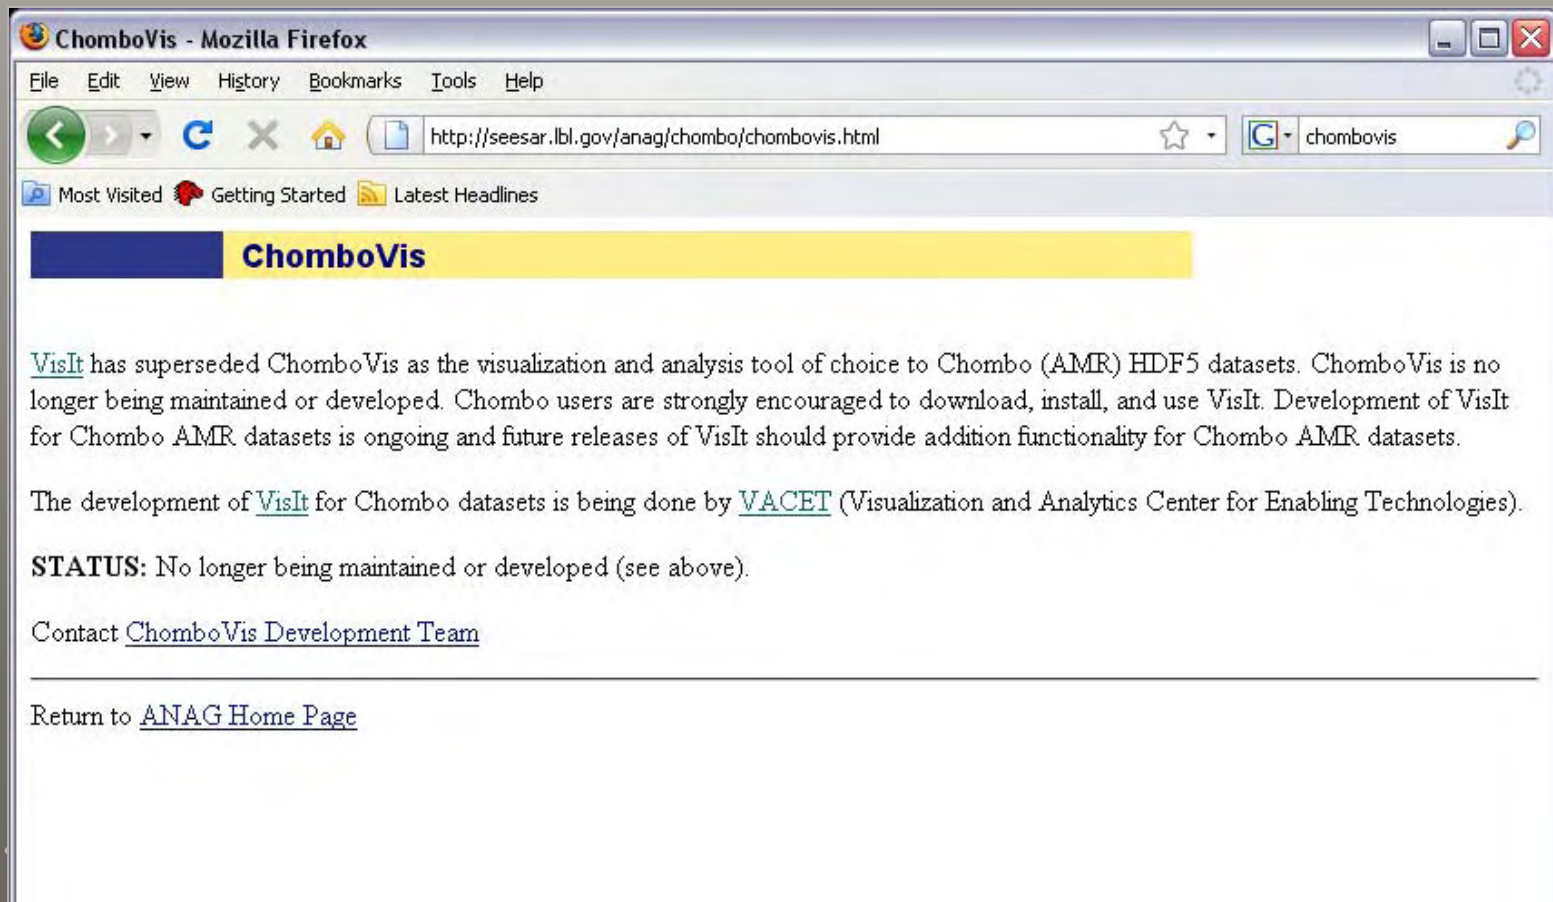 ChomboVis - Mozilla Firefox
File Edit View History Bookmarks Tools Help
http://seesar.lbl.gov/anag/chombo/chombovis.html
G chombovis
Most Visited Getting Started Latest Headlines
ChomboVis
VisIt has superseded ChomboVis as the visualization and analysis tool of choice to Chombo (AMR) HDF5 datasets. ChomboVis is no
longer being maintained or developed. Chombo users are strongly encouraged to download, install, and use VisIt. Development of VisIt
for Chombo AMR datasets is ongoing and future releases of VisIt should provide addition functionality for Chombo AMR datasets.
The development of VisIt for Chombo datasets is being done by VACET (Visualization and Analytics Center for Enabling Technologies).
STATUS: No longer being maintained or developed (see above).
Contact ChomboVis Development Team
Return to ANAG Home Page